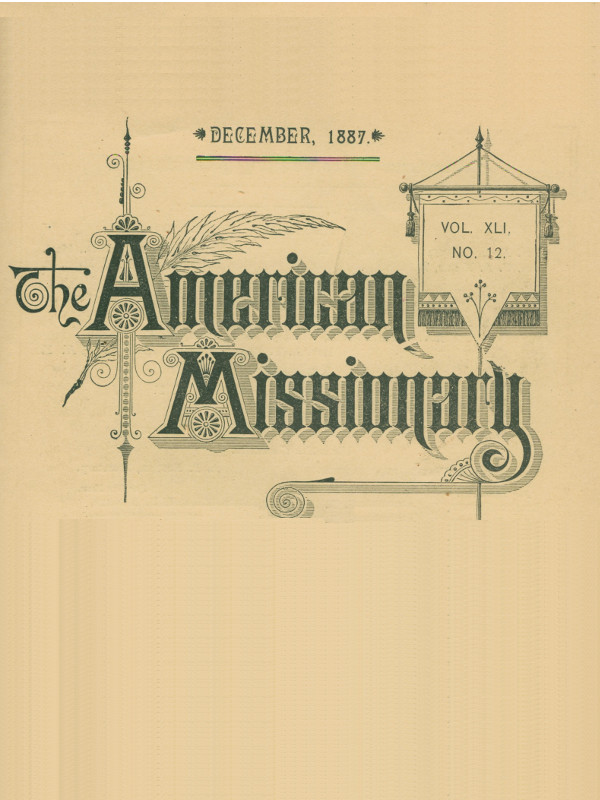 DECEMBER, 1887.
VOL. XLI.
NO. 12.
The American
Missionary